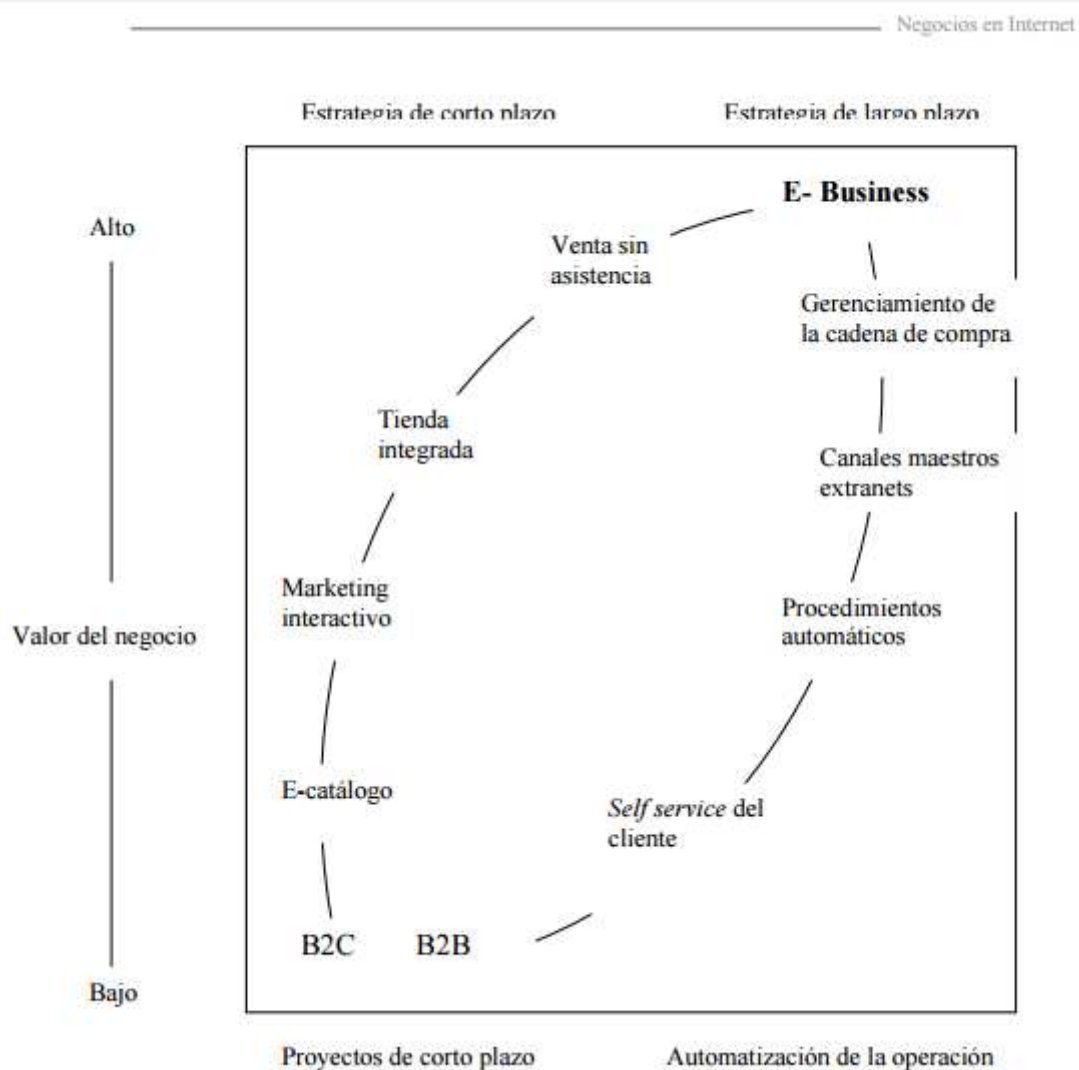 Negocios en Internet
Estrategia de corto plazo
Estrategia de largo plazo
E- Business
Alto
Venta sin
asistencia
Gerenciamiento de
la cadena de compra
Tienda
integrada
Canales maestros
extranets
Marketing
interactivo
Procedimientos
automáticos
Valor del negocio
E-catálogo
Self service del
cliente
B2C
B2B
Bajo
Proyectos de corto plazo
Automatización de la operación